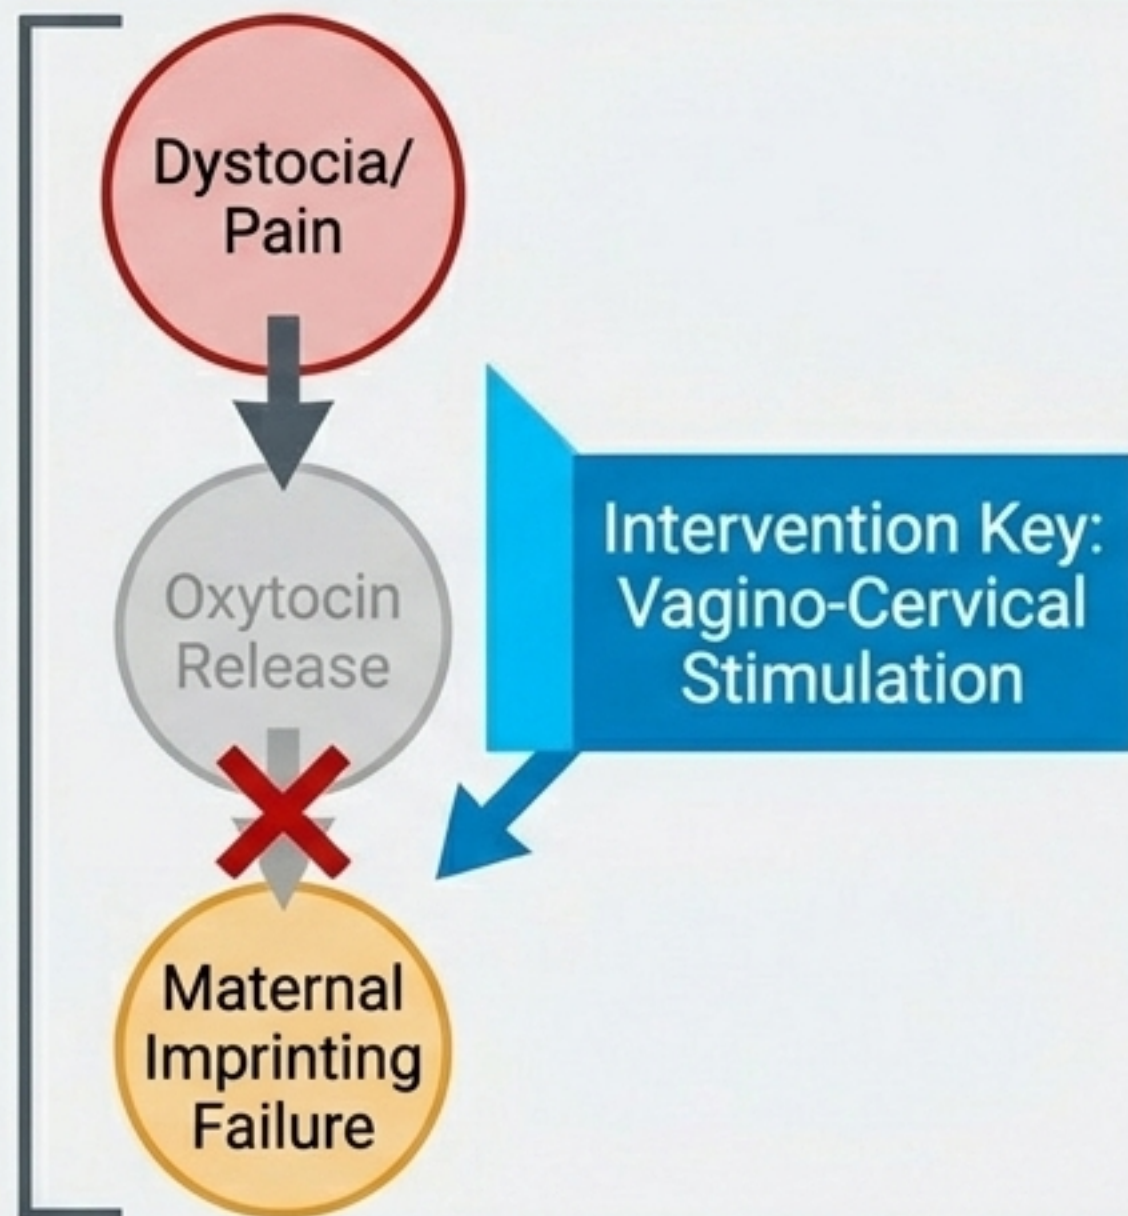 Dystocia/
Pain
Oxytocin
Release
Intervention Key:
Vagino-Cervical
Stimulation
Maternal
Imprinting
Failure